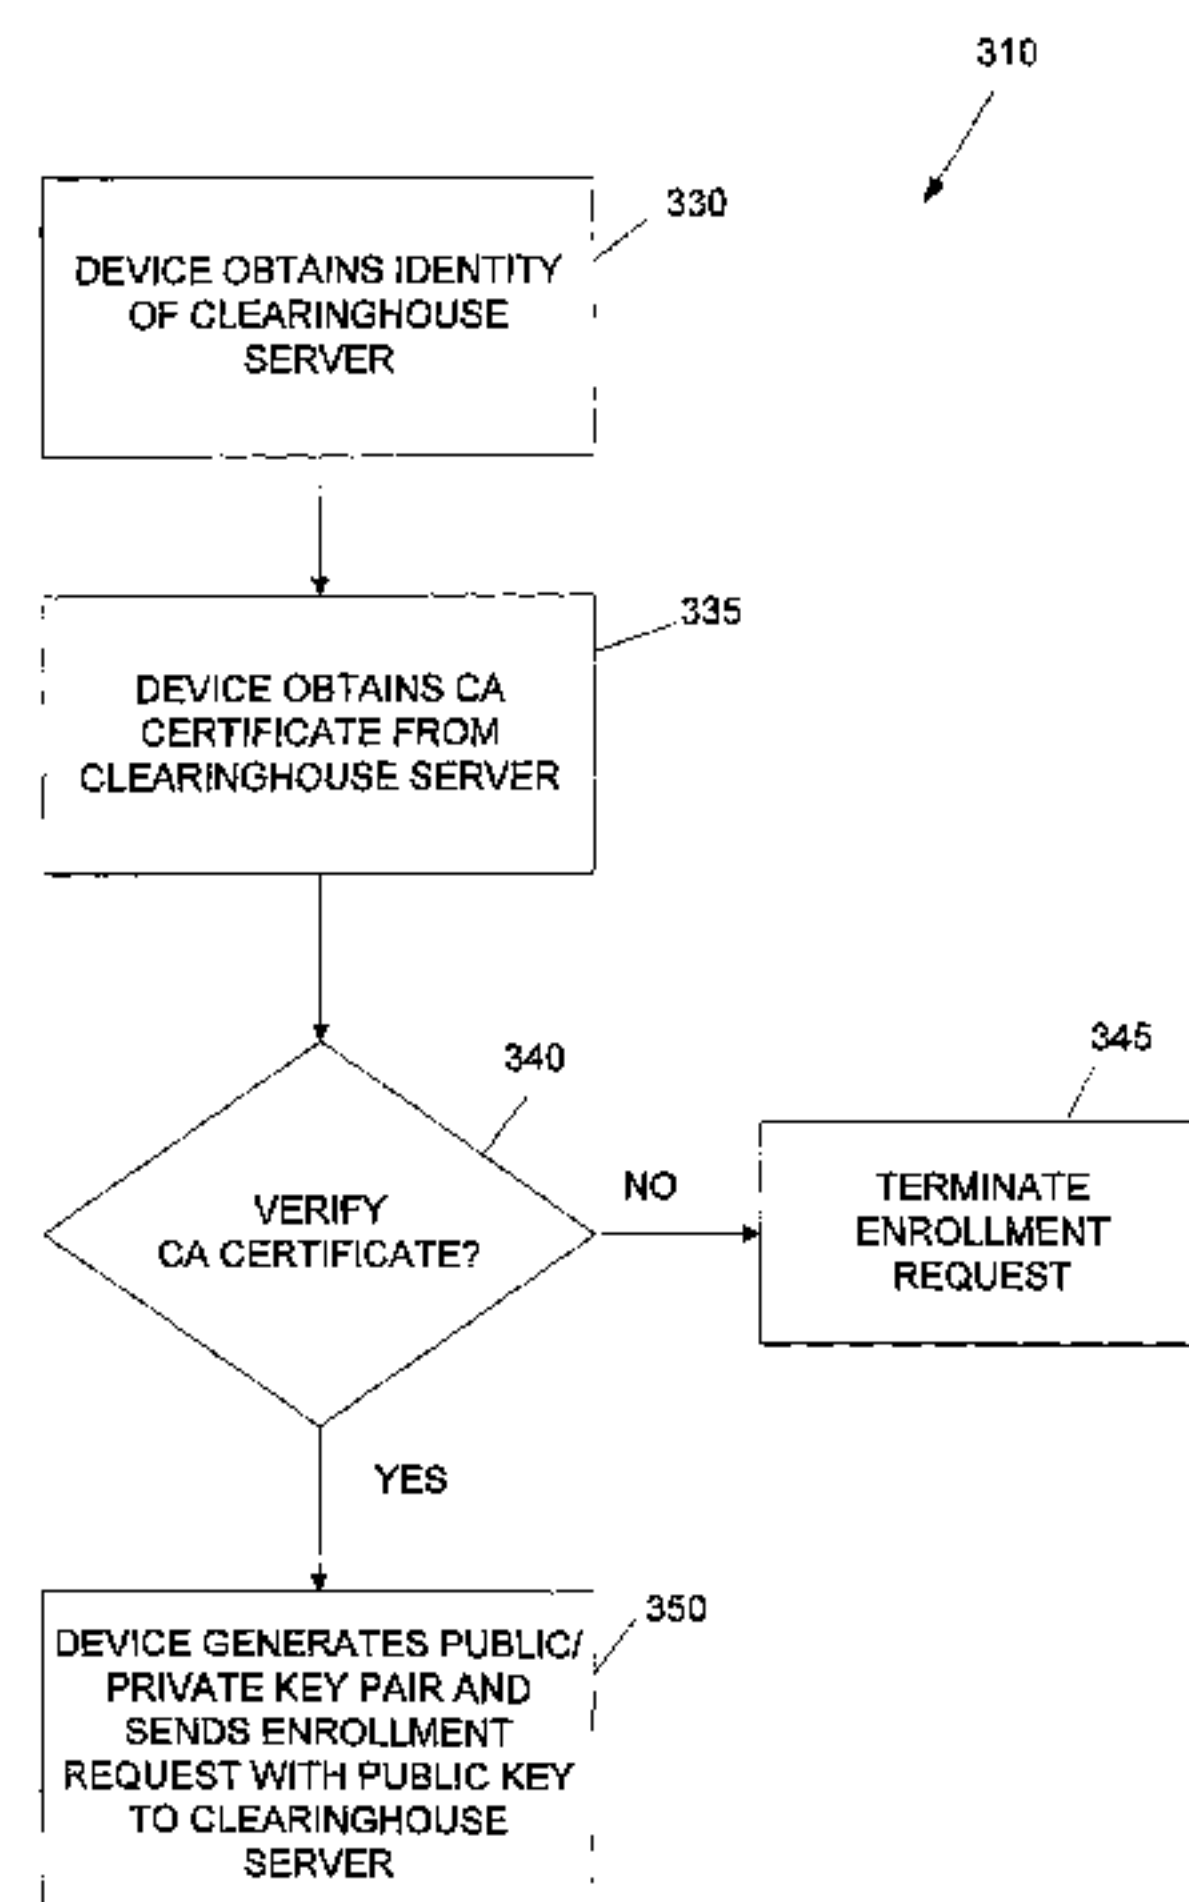 310
330
DEVICE OBTAINS IDENTITY
OF CLEARINGHOUSE
SERVER
335
DEVICE OBTAINS CA
CERTIFICATE FROM
CLEARINGHOUSE SERVER
340
VERIFY
CA CERTIFICATE?
NO
345
TERMINATE
ENROLLMENT
REQUEST
YES
350
DEVICE GENERATES PUBLIC/
PRIVATE KEY PAIR AND
SENDS ENROLLMENT
REQUEST WITH PUBLIC KEY
TO CLEARINGHOUSE
SERVER